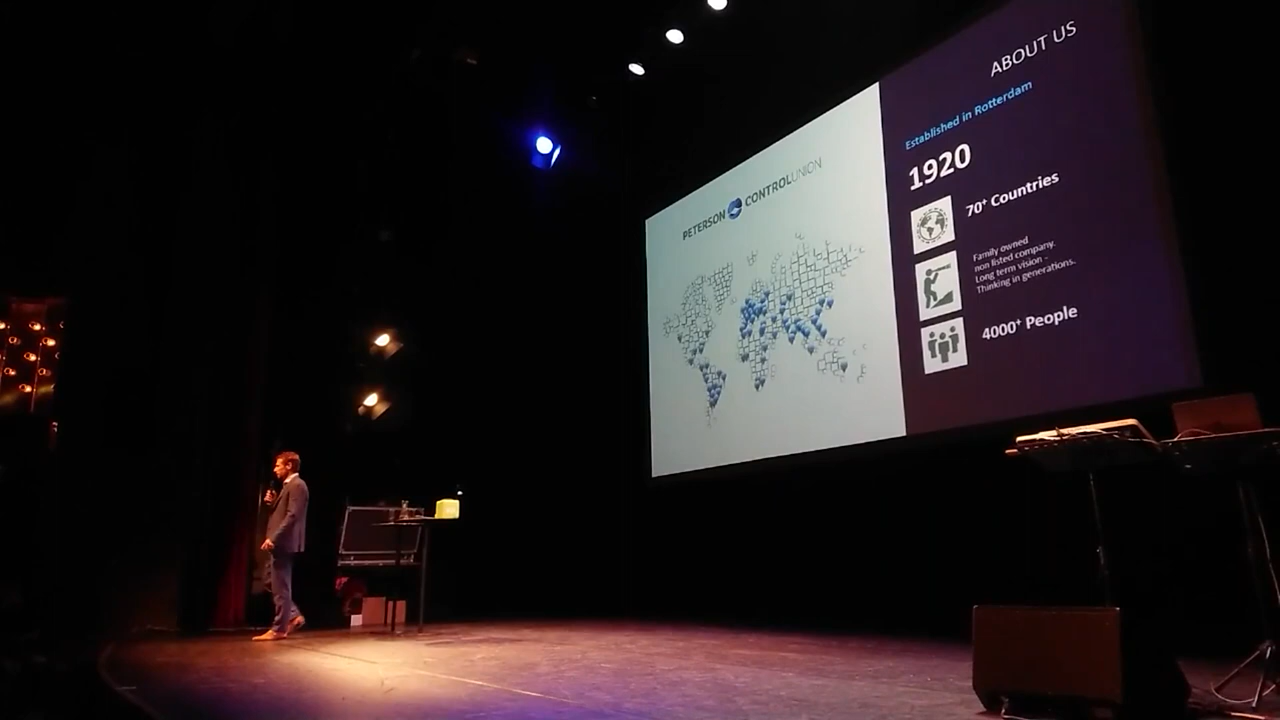 PETERSON CONTROLUNION
ABOUT US
Established in Rotterdam
1920
70+ Countries
Family owned
non listed company.
Long term vision -
Thinking in generations.
4000+ People